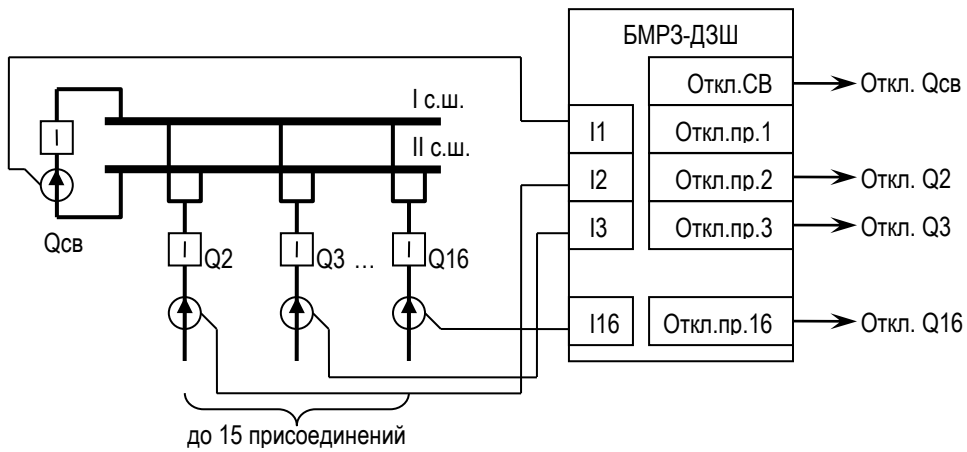 БМРЗ-ДЗШ
Откл.СВ
Откл. Qсв
I с.ш.
I1
Откл.пр.1
II с.ш.
I2
Откл.пр.2
Откл. Q2
I3
Откл.пр.3
Откл. Q3
Qсв
Q2
Q3 ...
Q16
I16
Откл.пр.16
Откл. Q16
до 15 присоединений